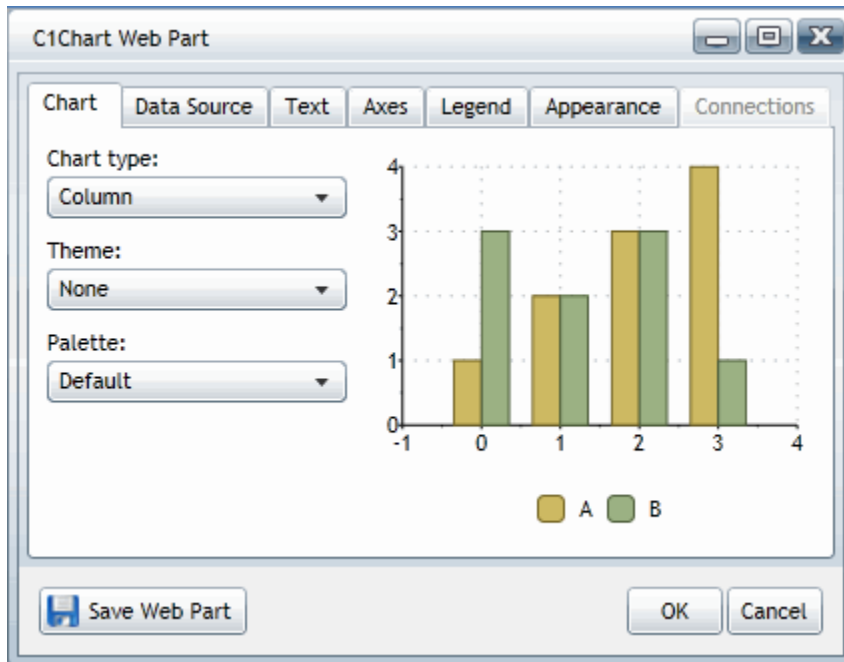 C1Chart Web Part
Chart Data Source Text Axes Legend Appearance Connections
Chart type:
Column
Theme:
None
Palette:
Default
4
3
2
1
0
-1 0 1 2 3 4
A B
Save Web Part OK Cancel